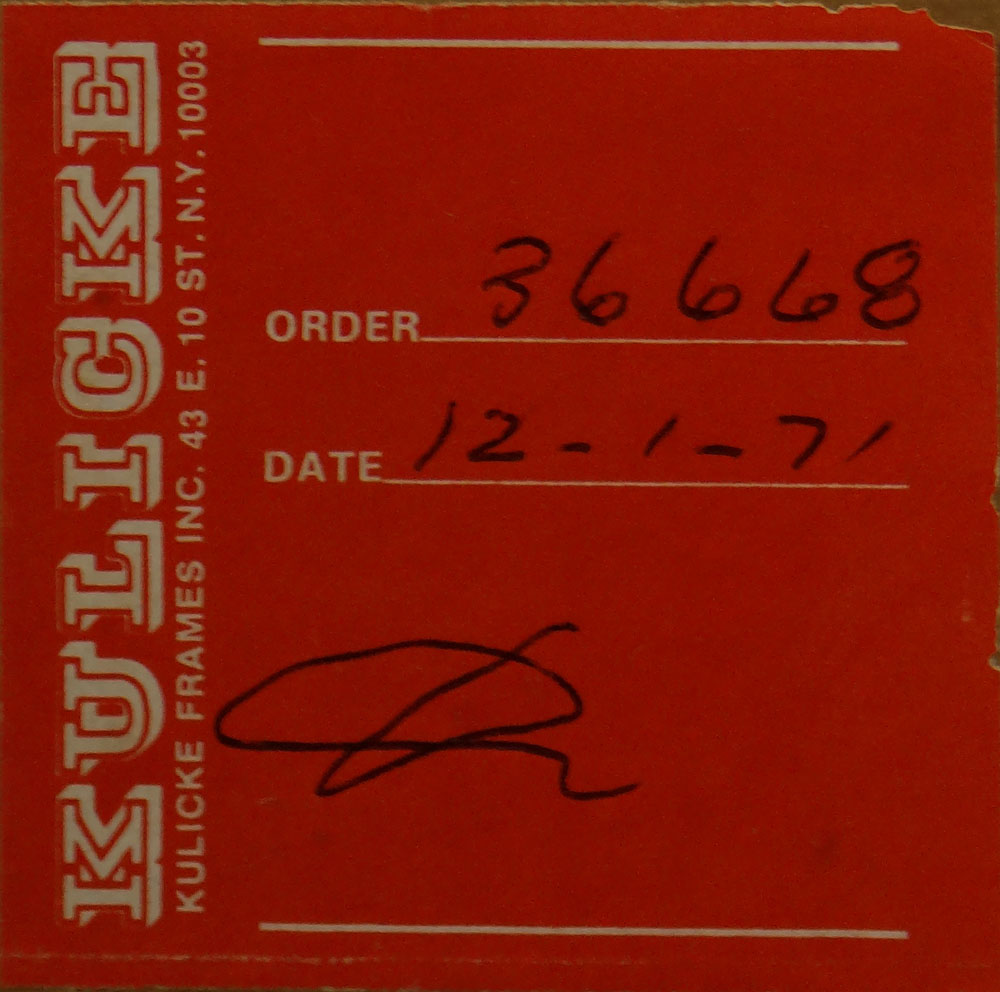 KULICKE
KULICKE FRAMES INC. 43 E. 10 ST. N.Y. 10003
ORDER 36668
DATE 12-1-71